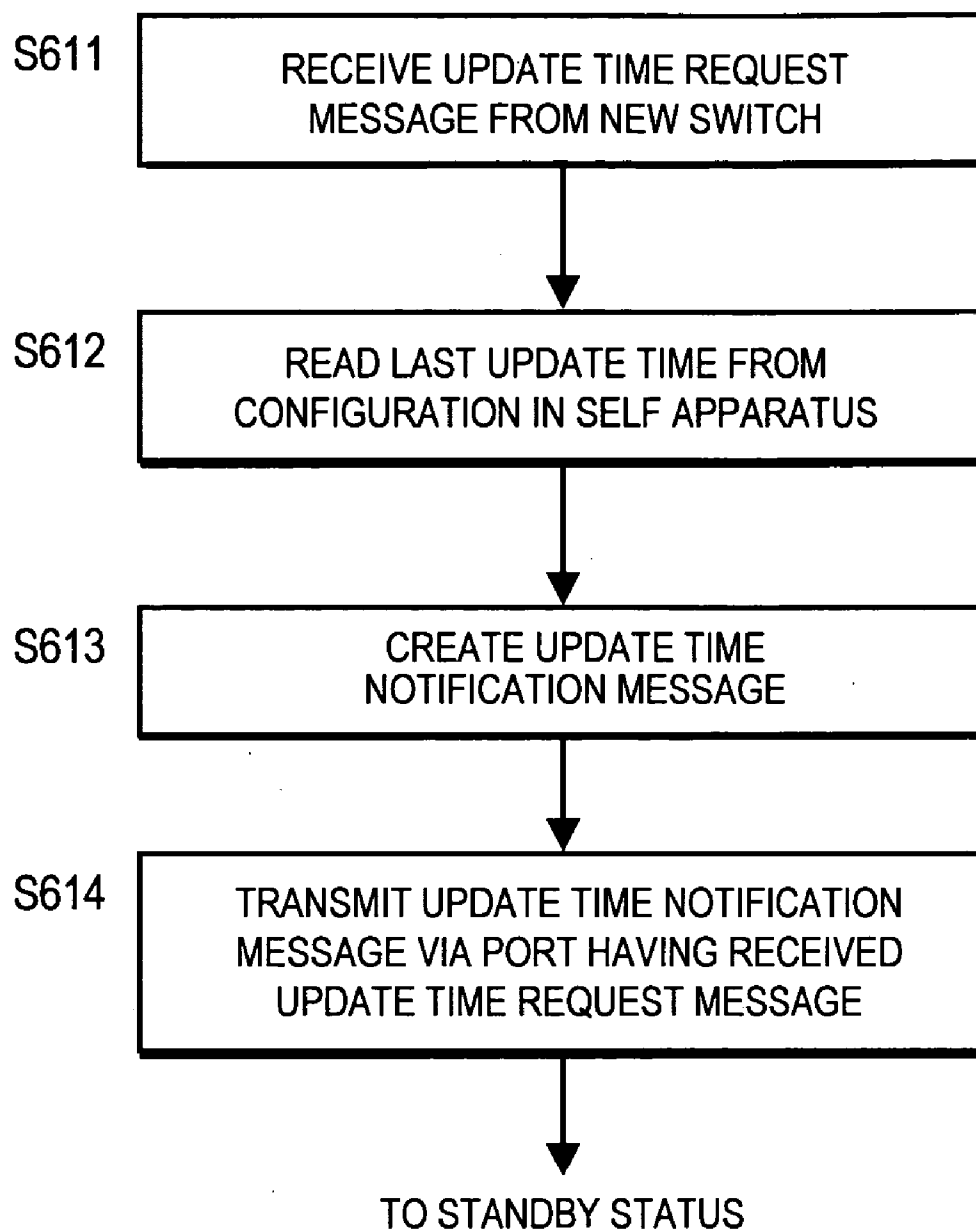 S611
RECEIVE UPDATE TIME REQUEST
MESSAGE FROM NEW SWITCH
S612
READ LAST UPDATE TIME FROM
CONFIGURATION IN SELF APPARATUS
S613
CREATE UPDATE TIME
NOTIFICATION MESSAGE
S614
TRANSMIT UPDATE TIME NOTIFICATION
MESSAGE VIA PORT HAVING RECEIVED
UPDATE TIME REQUEST MESSAGE
TO STANDBY STATUS